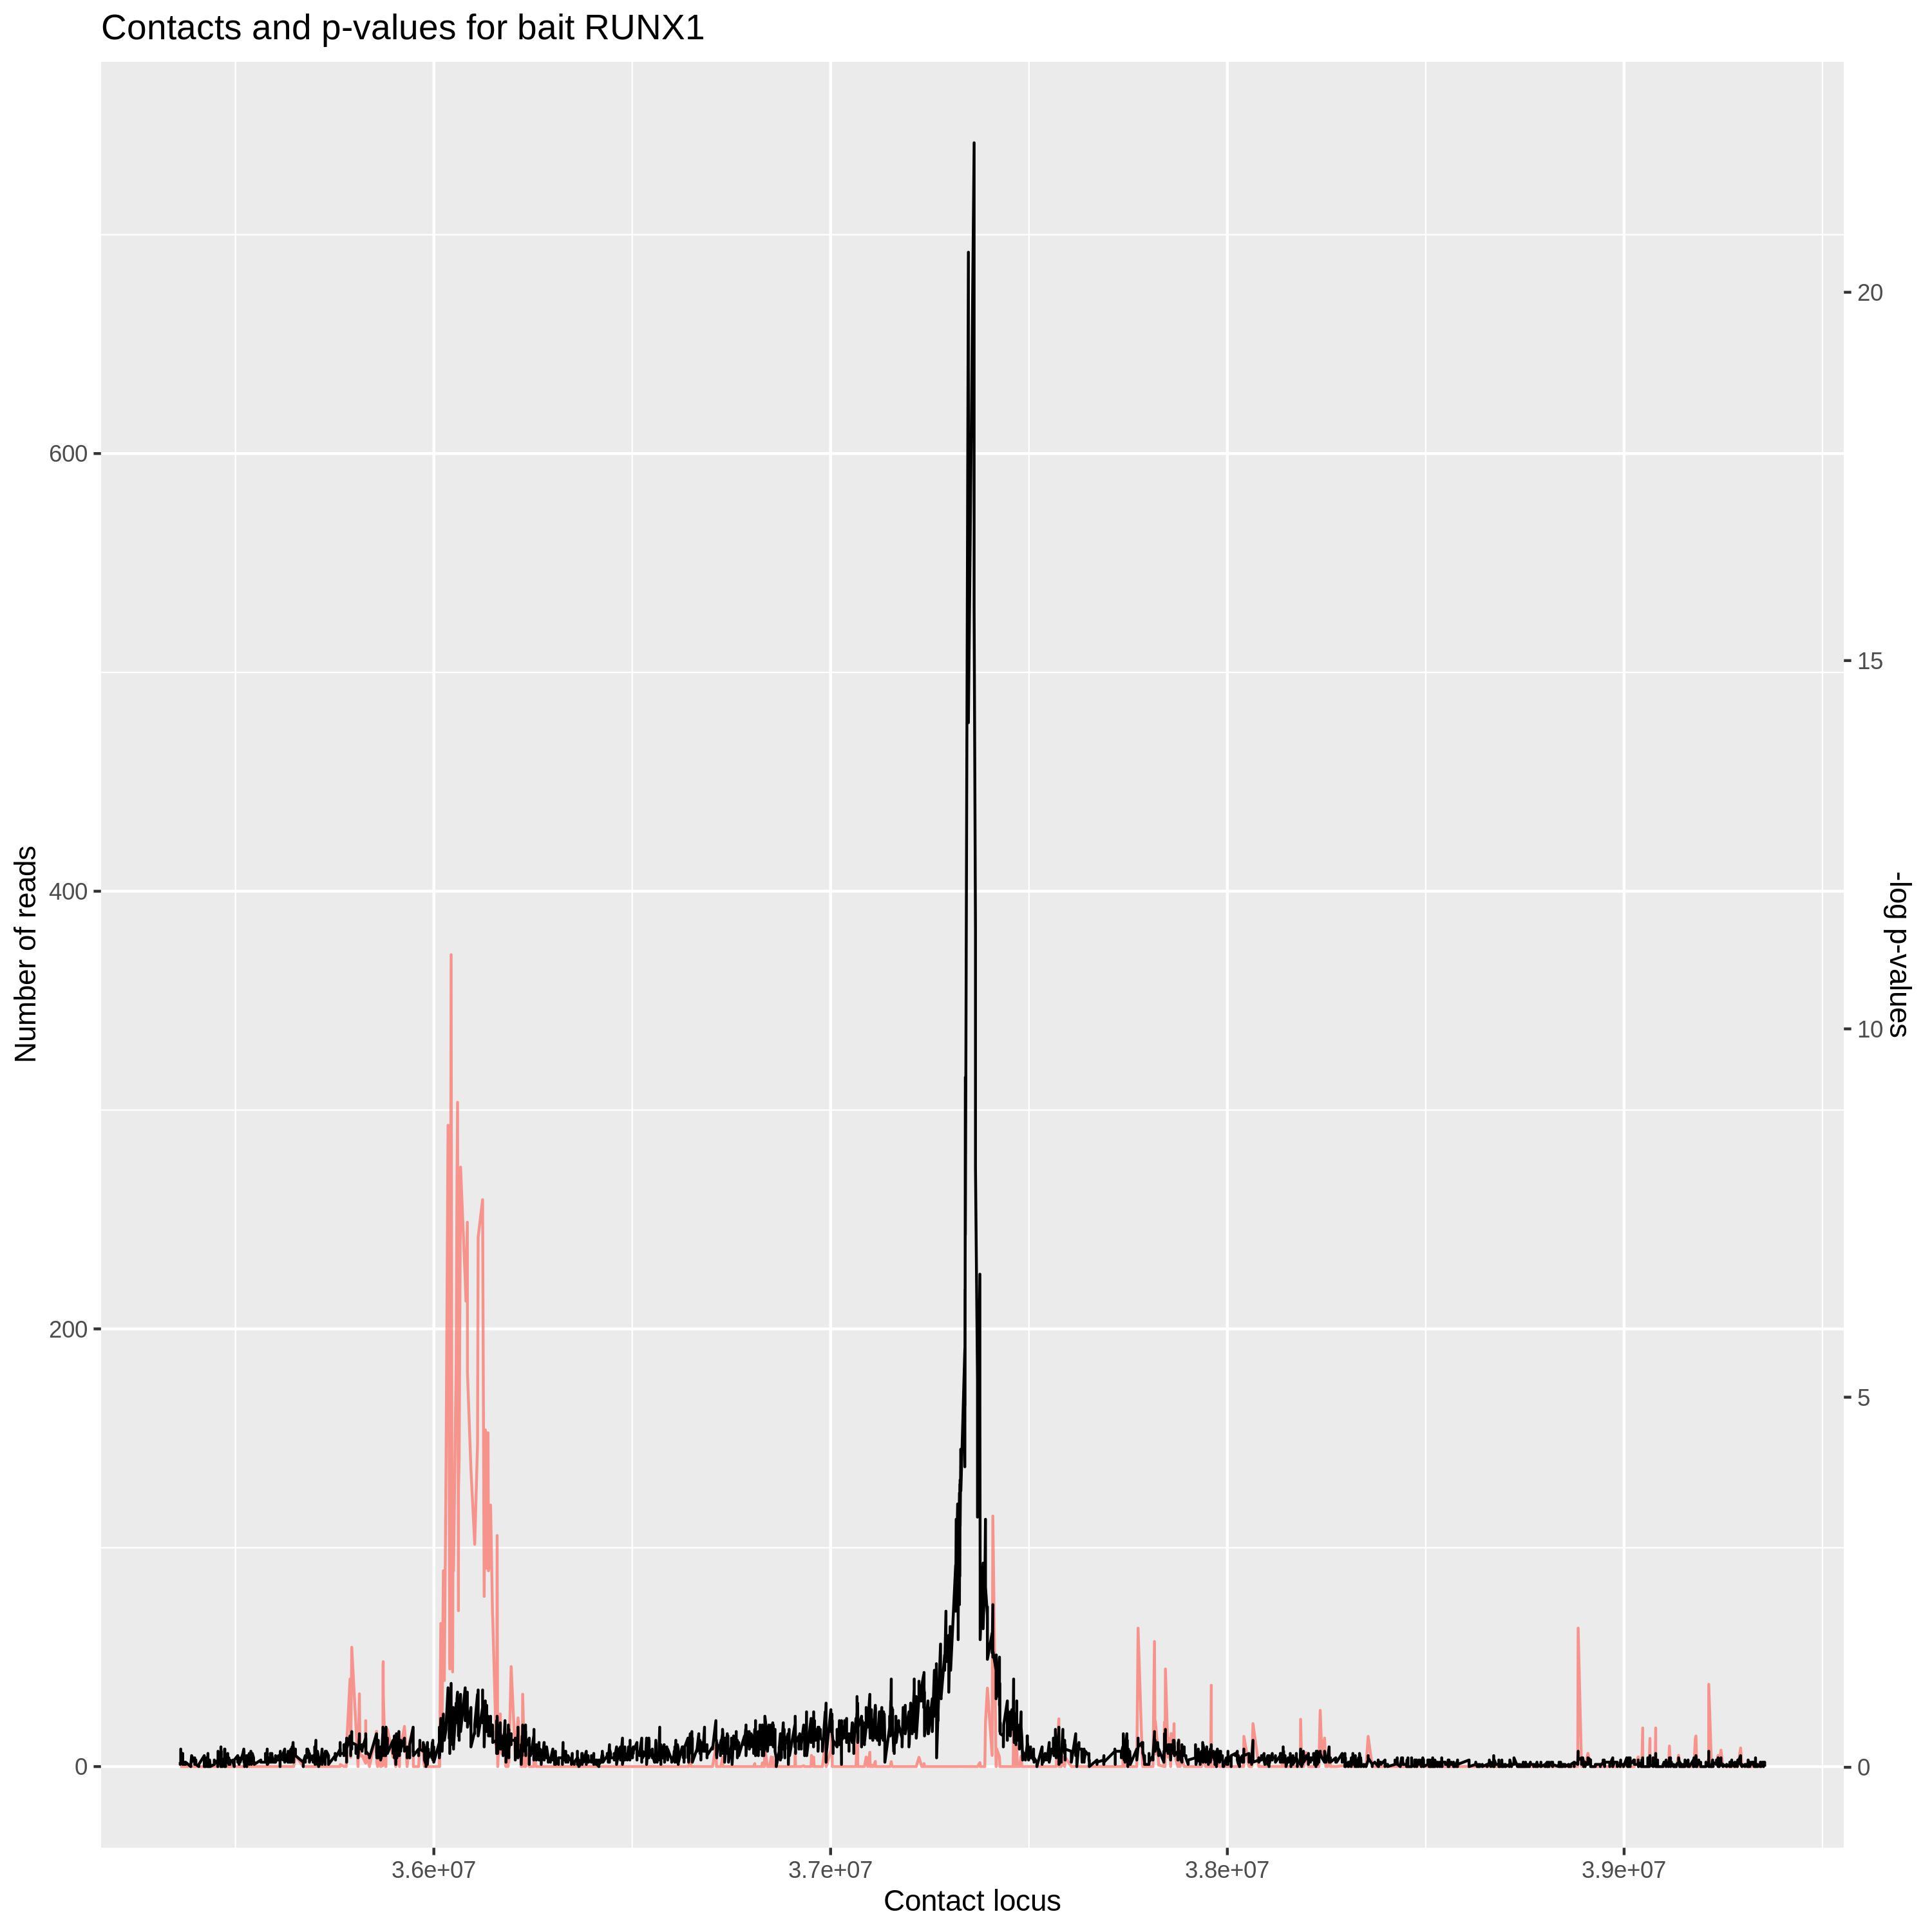 Contacts and p-values for bait RUNX1
Number of reads
600
400
200
0
-log p-values
20
15
10
5
0
3.6e+07
3.7e+07
3.8e+07
3.9e+07
Contact locus